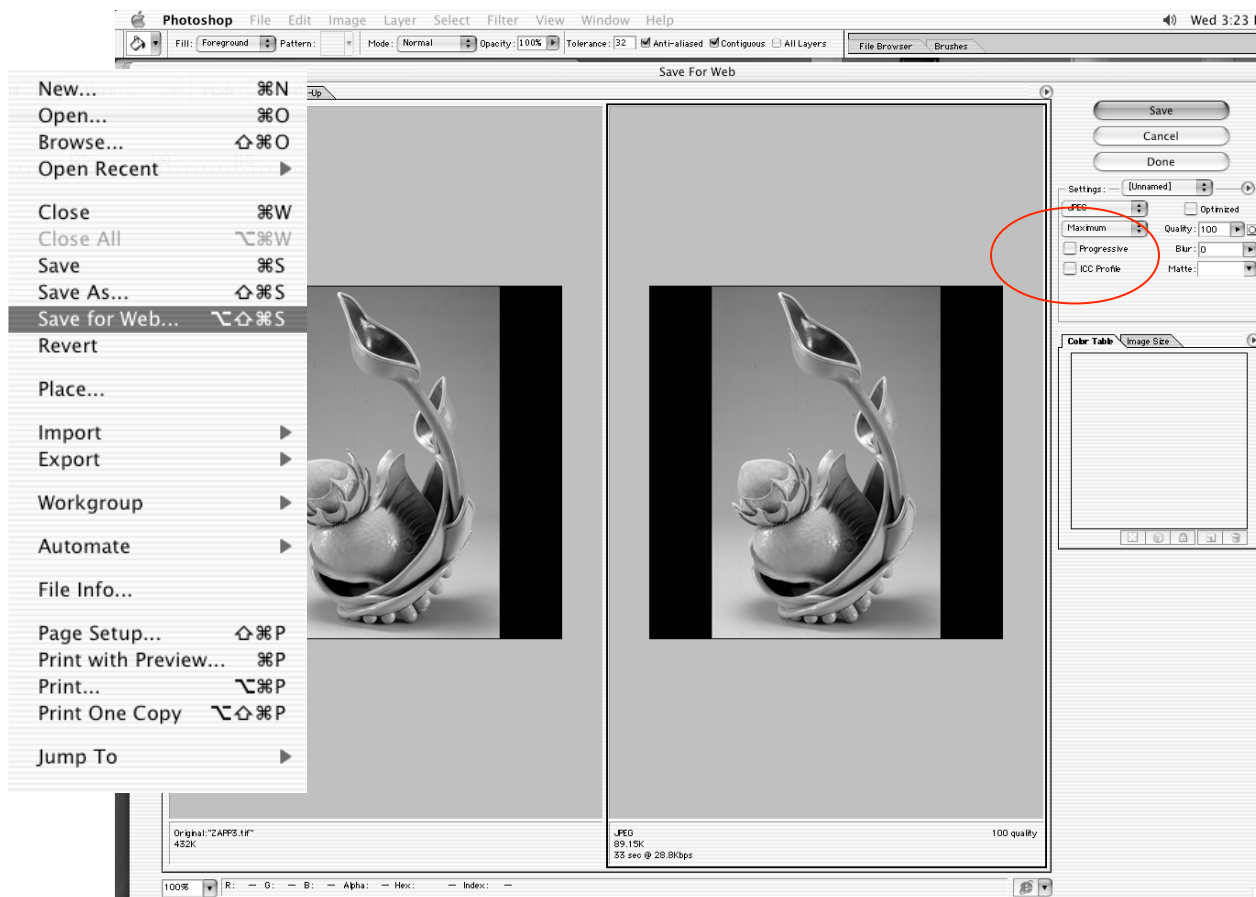 Photoshop File Edit Image Layer Select Filter View Window Help Wed 3:23
Fill: Foreground Pattern: Mode: Normal Opacity: 100% Tolerance: 32 Anti-aliased Contiguous All Layers File Browser Brushes
Save For Web
-Up
New... ⌘N
Open... ⌘O
Browse... ⇧⌘O
Open Recent
Close ⌘W
Close All ⌥⌘W
Save ⌘S
Save As... ⇧⌘S
Save for Web... ⌥⇧⌘S
Revert
Place...
Import
Export
Workgroup
Automate
File Info...
Page Setup... ⇧⌘P
Print with Preview... ⌘P
Print... ⌥⌘P
Print One Copy ⌥⇧⌘P
Jump To
Save
Cancel
Done
Settings: [Unnamed]
JPEG Optimized
Maximum Quality: 100
Progressive Blur: 0
ICC Profile Matte:
Color Table Image Size
Original: "ZAPP3.tif"
432K
JPEG 100 quality
89.15K
33 sec @ 28.8Kbps
100% R: — G: — B: — Alpha: — Hex: — Index: —